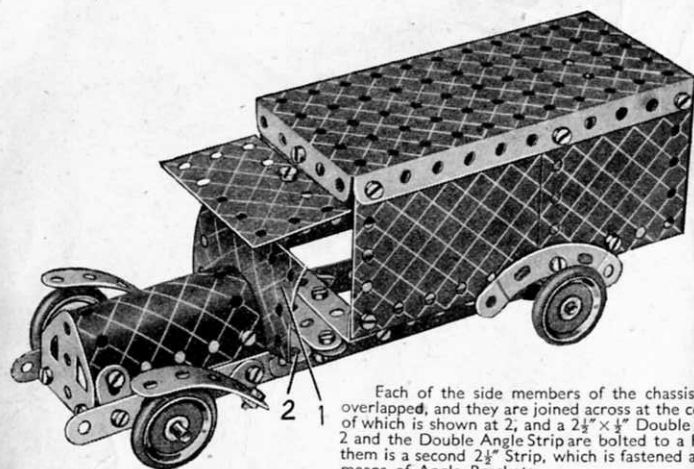 2 1
Each of the side members of the chassis
overlapped, and they are joined across at the
of which is shown at 2, and a 2½″ × ½″ Double
2 and the Double Angle Strip are bolted to a
them is a second 2½″ Strip, which is fastened
of Angle